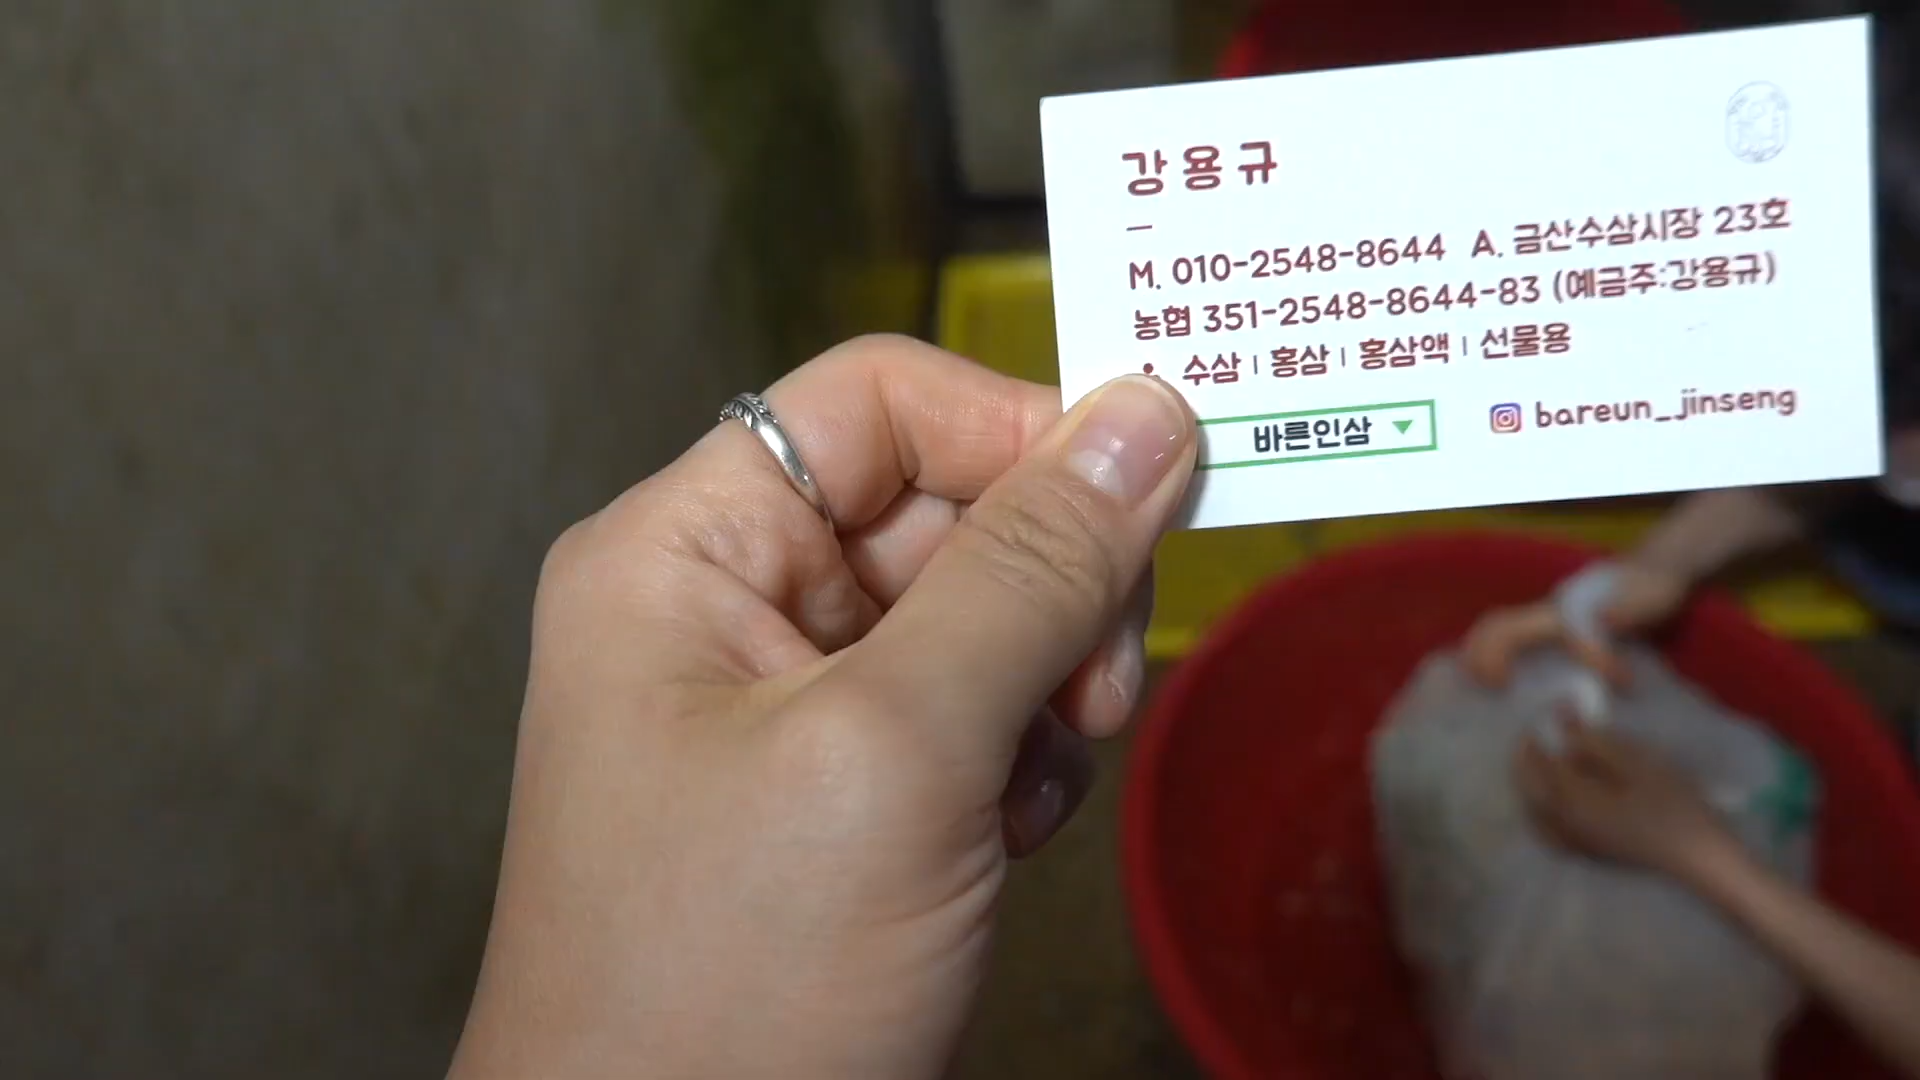 강용규
M. 010-2548-8644 A. 금산수삼시장 23호
농협 351-2548-8644-83 (예금주:강용규)
수삼 | 홍삼 | 홍삼액 | 선물용
바른인삼 ▼
bareun_jinseng